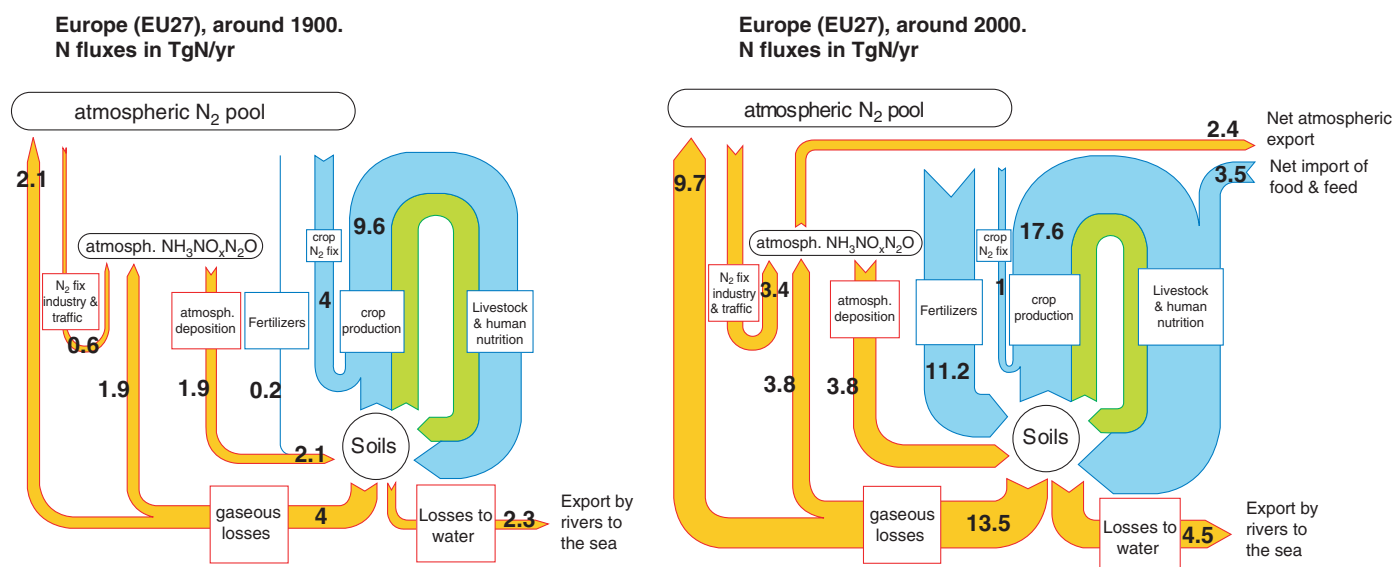 Europe (EU27), around 1900.
N fluxes in TgN/yr
atmospheric N₂ pool
2.1
9.6
atmosph. NH₃NOₓN₂O
crop
N₂ fix
N₂ fix
industry &
traffic
atmosph.
deposition
Fertilizers
4
crop
production
Livestock
& human
nutrition
0.6
1.9
1.9
0.2
2.1
Soils
gaseous
losses
4
Losses to
water
2.3
Export by
rivers to
the sea
Europe (EU27), around 2000.
N fluxes in TgN/yr
atmospheric N₂ pool
2.4
Net atmospheric
export
9.7
3.5
Net import of
food & feed
17.6
atmosph. NH₃NOₓN₂O
crop
N₂ fix
N₂ fix
industry
& traffic
3.4
atmosph.
deposition
Fertilizers
1
crop
production
Livestock
& human
nutrition
3.8
3.8
11.2
Soils
gaseous
losses
13.5
Losses to
water
4.5
Export by
rivers to
the sea